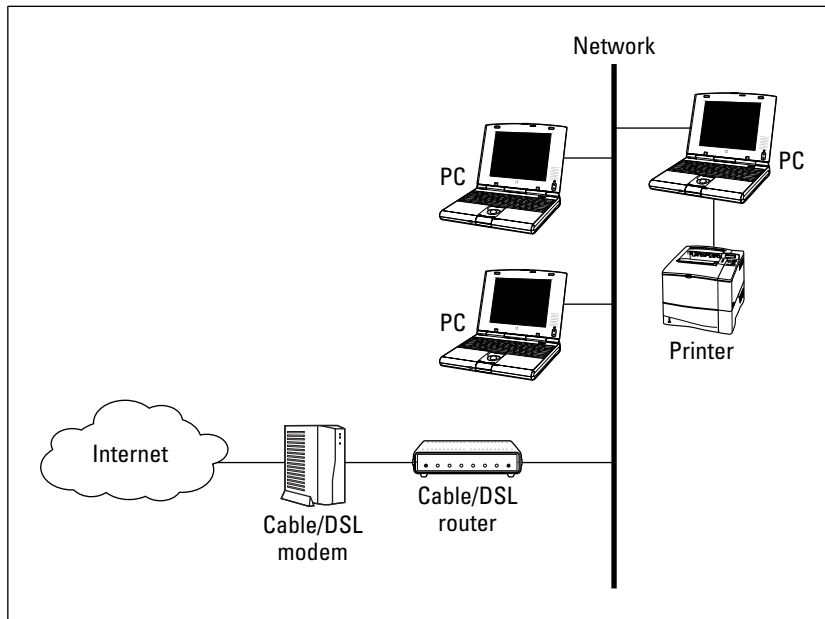 Network
PC
PC
PC
Printer
Internet
Cable/DSL
modem
Cable/DSL
router